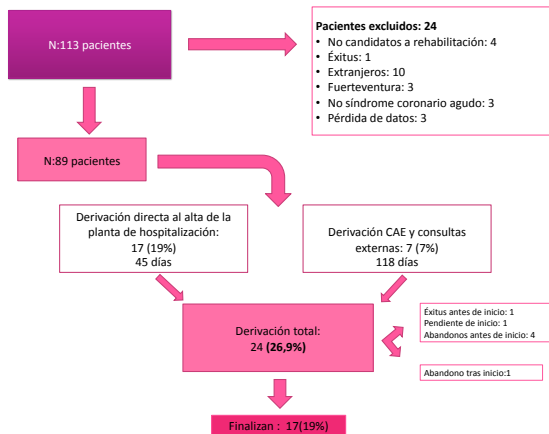 N:113 pacientes
Pacientes excluidos: 24
• No candidatos a rehabilitación: 4
• Éxitus: 1
• Extranjeros: 10
• Fuerteventura: 3
• No síndrome coronario agudo: 3
• Pérdida de datos: 3
N:89 pacientes
Derivación directa al alta de la
planta de hospitalización:
17 (19%)
45 días
Derivación CAE y consultas
externas: 7 (7%)
118 días
Derivación total:
24 (26,9%)
Éxitus antes de inicio: 1
Pendiente de inicio: 1
Abandonos antes de inicio: 4
Abandono tras inicio:1
Finalizan : 17(19%)